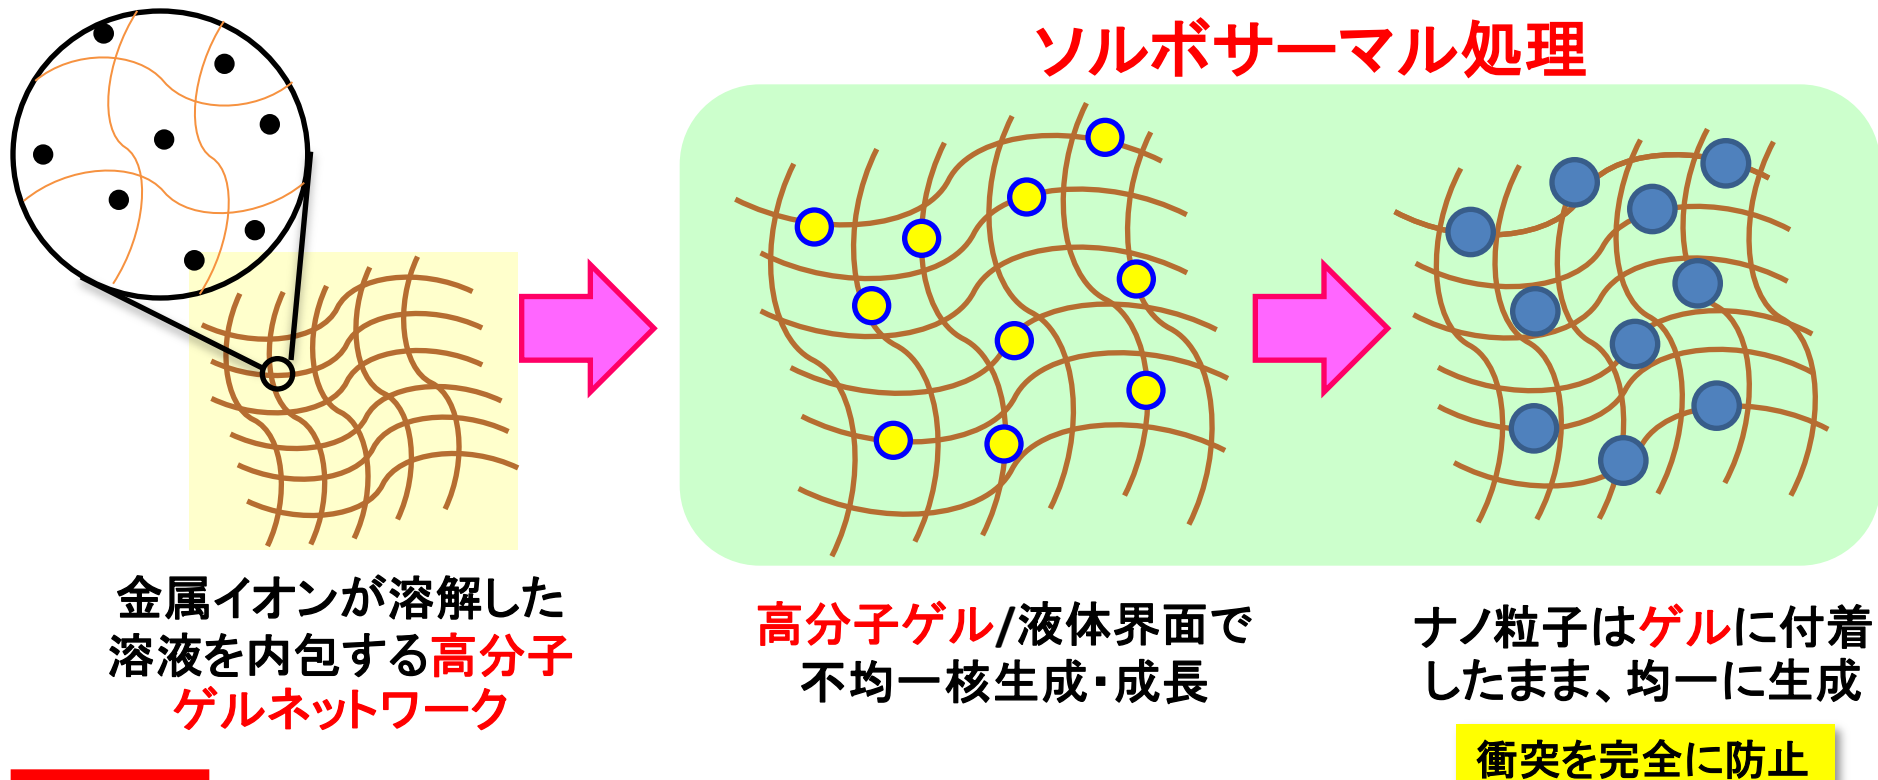 ソルボサーマル処理
金属イオンが溶解した
溶液を内包する高分子
ゲルネットワーク
高分子ゲル/液体界面で
不均一核生成・成長
ナノ粒子はゲルに付着
したまま、均一に生成
衝突を完全に防止